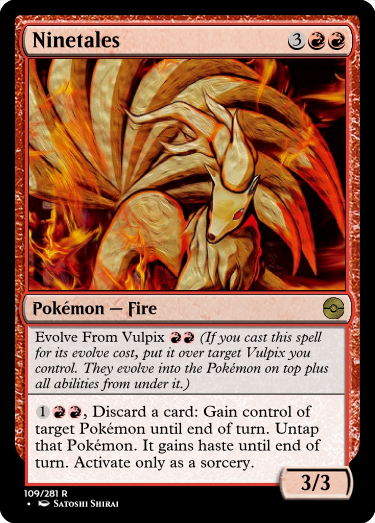 Ninetales 3
Pokémon — Fire
Evolve From Vulpix (If you cast this spell
for its evolve cost, put it over target Vulpix you
control. They evolve into the Pokémon on top plus
all abilities from under it.)
1, Discard a card: Gain control of
target Pokémon until end of turn. Untap
that Pokémon. It gains haste until end of
turn. Activate only as a sorcery.
3/3
109/281 R
• Satoshi Shirai